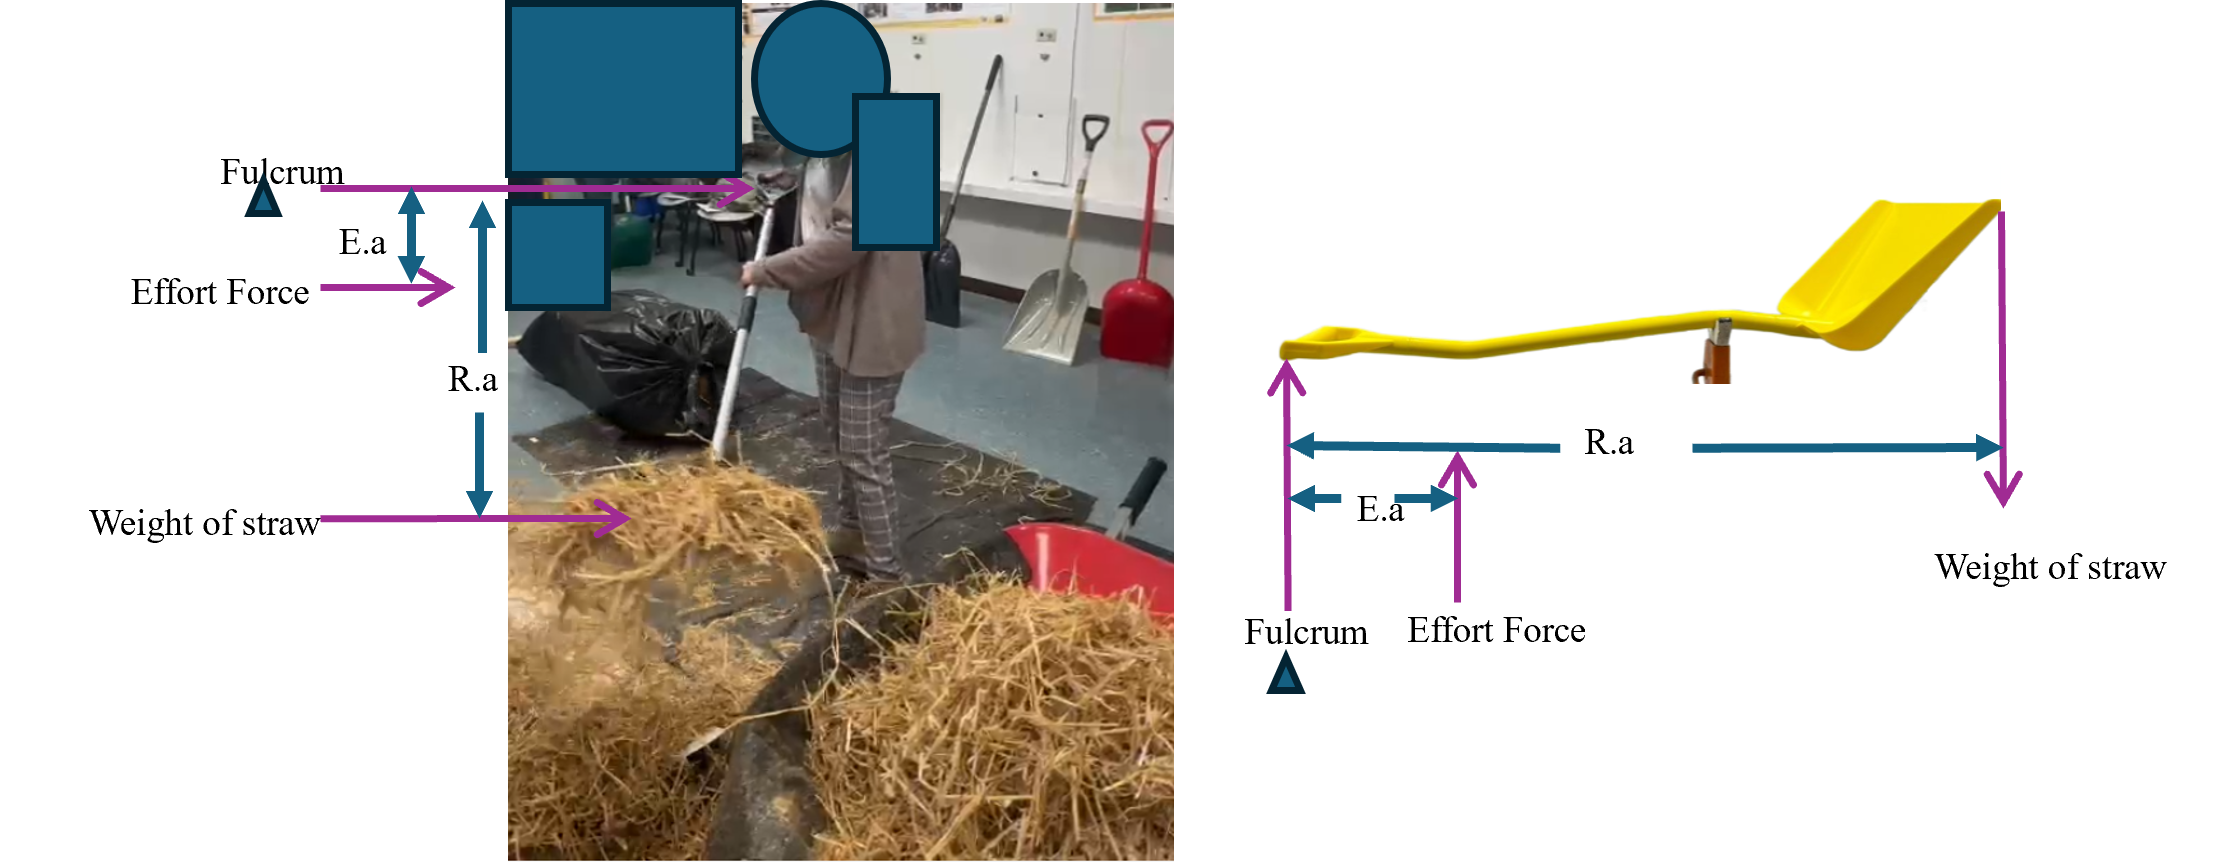 Fulcrum
E.a
Effort Force
R.a
Weight of straw
R.a
E.a
Weight of straw
Fulcrum
Effort Force